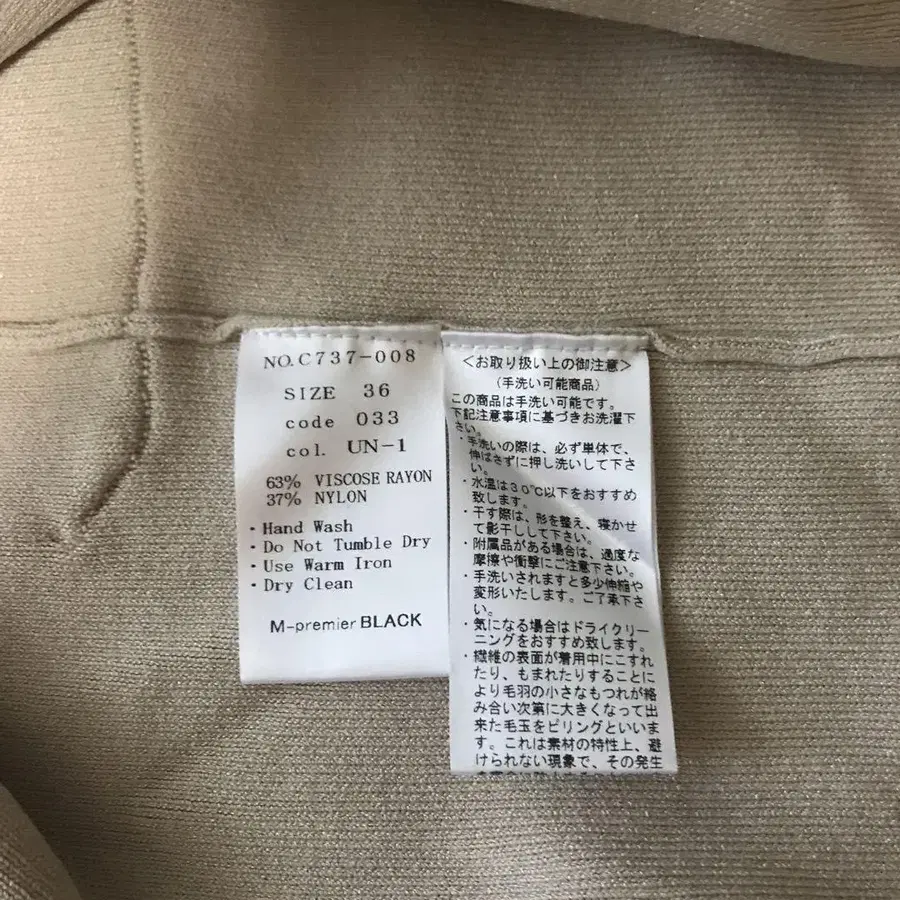 NO.C737-008
SIZE 36
code 033
col. UN-1
63% VISCOSE RAYON
37% NYLON
・Hand Wash
・Do Not Tumble Dry
・Use Warm Iron
・Dry Clean
M-premier BLACK
<お取り扱い上の御注意>
(手洗い可能商品)
この商品は手洗い可能です。
下記注意事項に基づきお洗濯下
さい。
・手洗いの際は、必ず単体で、
伸ばさずに押し洗いして下さ
い。
・水温は30℃以下をおすすめ
致します。
・干す際は、形を整え、寝かせ
て影干しして下さい。
・附属品がある場合は、過度な
摩擦や衝撃にご注意下さい。
・手洗いされますと多少伸縮や
変形いたします。ご了承下さ
い。
・気になる場合はドライクリー
ニングをおすすめ致します。
・繊維の表面が着用中にこすれ
たり、もまれたりすることに
より毛羽の小さなもつれが絡
み合い次第に大きくなって出
来た毛玉をピリングといいま
す。これは素材の特性上、避
けられない現象で、その発生